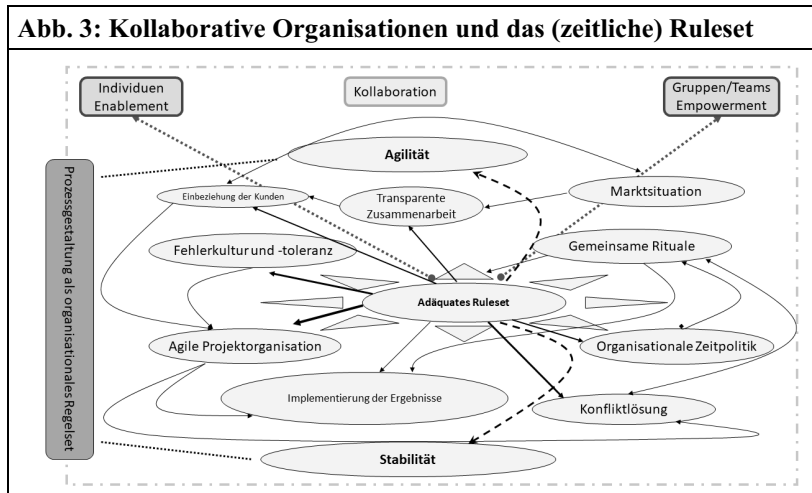 Abb. 3: Kollaborative Organisationen und das (zeitliche) Ruleset
Individuen
Enablement
Kollaboration
Gruppen/Teams
Empowerment
Prozessgestaltung als organisationales Regelset
Agilität
Einbeziehung der Kunden
Transparente
Zusammenarbeit
Marktsituation
Fehlerkultur und -toleranz
Gemeinsame Rituale
Adäquates Ruleset
Agile Projektorganisation
Organisationale Zeitpolitik
Implementierung der Ergebnisse
Konfliktlösung
Stabilität